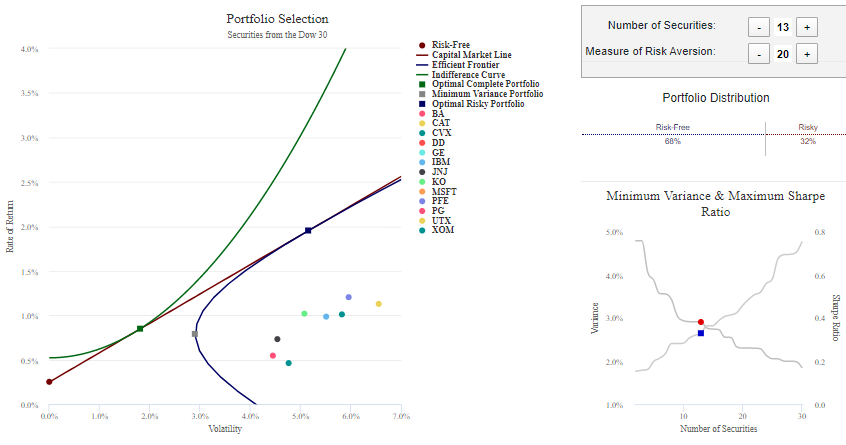 Portfolio Selection
Securities from the Dow 30
4.0%
3.5%
3.0%
2.5%
2.0%
1.5%
1.0%
0.5%
0.0%
Rate of Return
0.0%
1.0%
2.0%
3.0%
4.0%
5.0%
6.0%
7.0%
Volatility
Risk-Free
Capital Market Line
Efficient Frontier
Indifference Curve
Optimal Complete Portfolio
Minimum Variance Portfolio
Optimal Risky Portfolio
BA
CAT
CVX
DD
GE
IBM
JNJ
KO
MSFT
PFE
PG
UTX
XOM
Number of Securities: - 13 +
Measure of Risk Aversion: - 20 +
Portfolio Distribution
Risk-Free Risky
68% 32%
Minimum Variance & Maximum Sharpe
Ratio
5.0%
4.0%
3.0%
2.0%
1.0%
Variance
0.8
0.6
0.4
0.2
0.0
Sharpe Ratio
10
20
30
Number of Securities